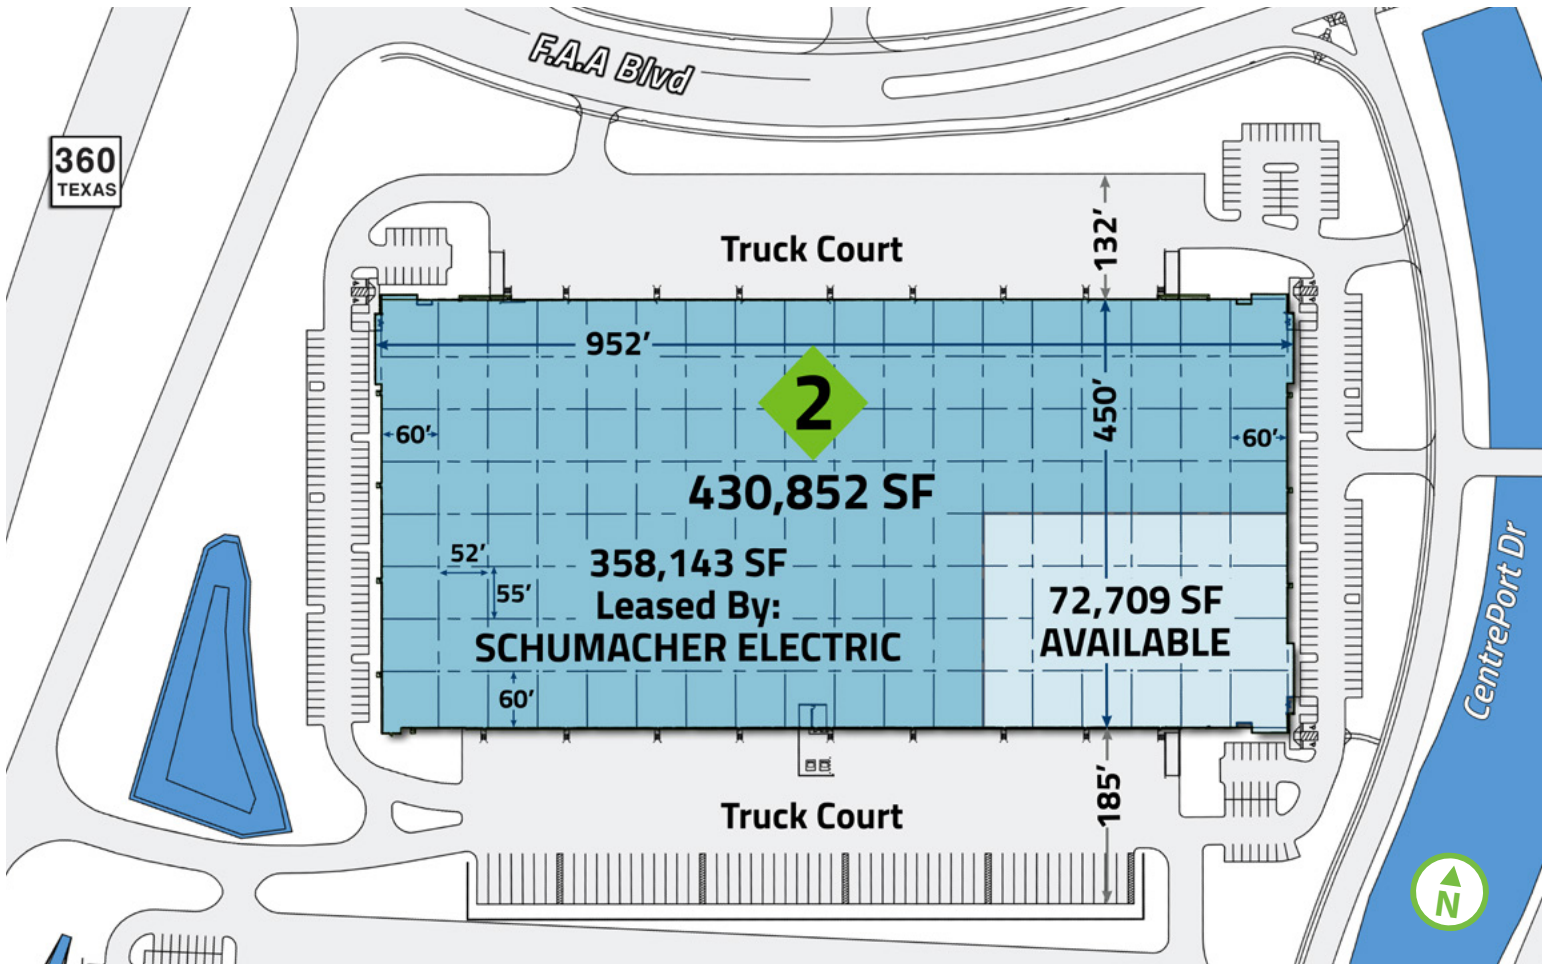 F.A.A Blvd
360
TEXAS
132’
Truck Court
952’
2
450’
60’
60’
430,852 SF
52’
358,143 SF
55’
Leased By:
SCHUMACHER ELECTRIC
72,709 SF
AVAILABLE
60’
CentrePort Dr
185’
Truck Court
N